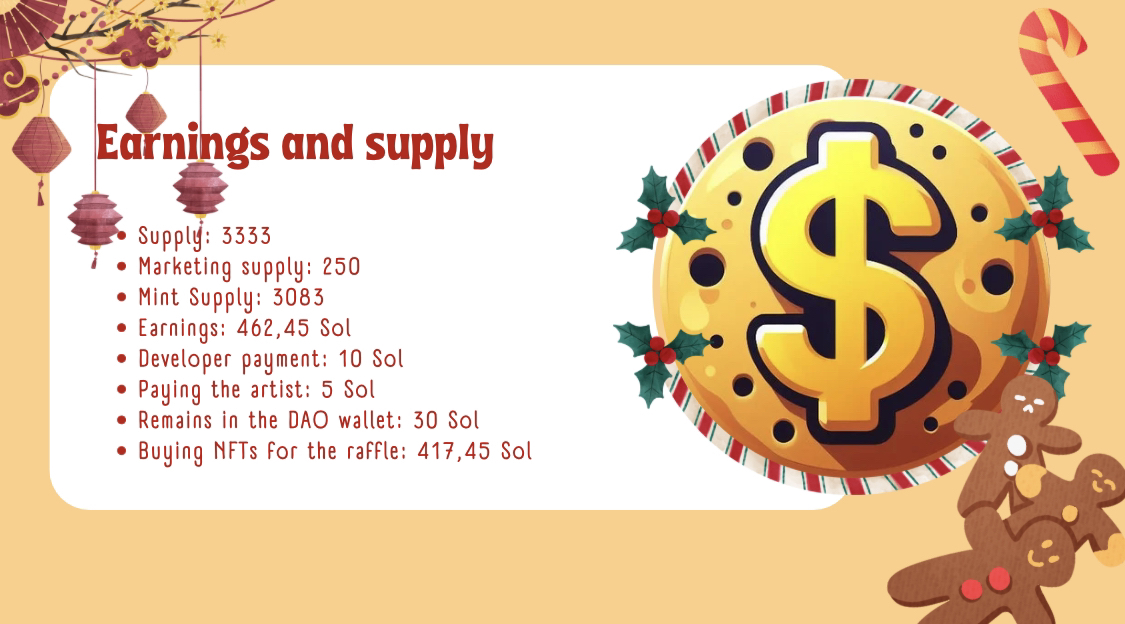 Earnings and supply
• Supply: 3333
• Marketing supply: 250
• Mint Supply: 3083
• Earnings: 462,45 Sol
• Developer payment: 10 Sol
• Paying the artist: 5 Sol
• Remains in the DAO wallet: 30 Sol
• Buying NFTs for the raffle: 417,45 Sol
$